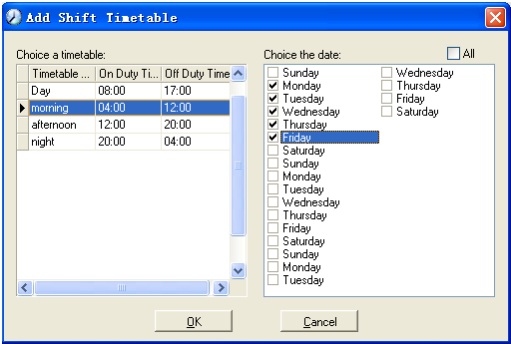 Add Shift Timetable
Choice a timetable:
Timetable ... On Duty Ti... Off Duty Time
Day 08:00 17:00
morning 04:00 12:00
afternoon 12:00 20:00
night 20:00 04:00
Choice the date:
All
Sunday
Monday
Tuesday
Wednesday
Thursday
Friday
Saturday
Sunday
Monday
Tuesday
Wednesday
Thursday
Friday
Saturday
Sunday
Monday
Tuesday
Wednesday
Thursday
Friday
Saturday
OK
Cancel